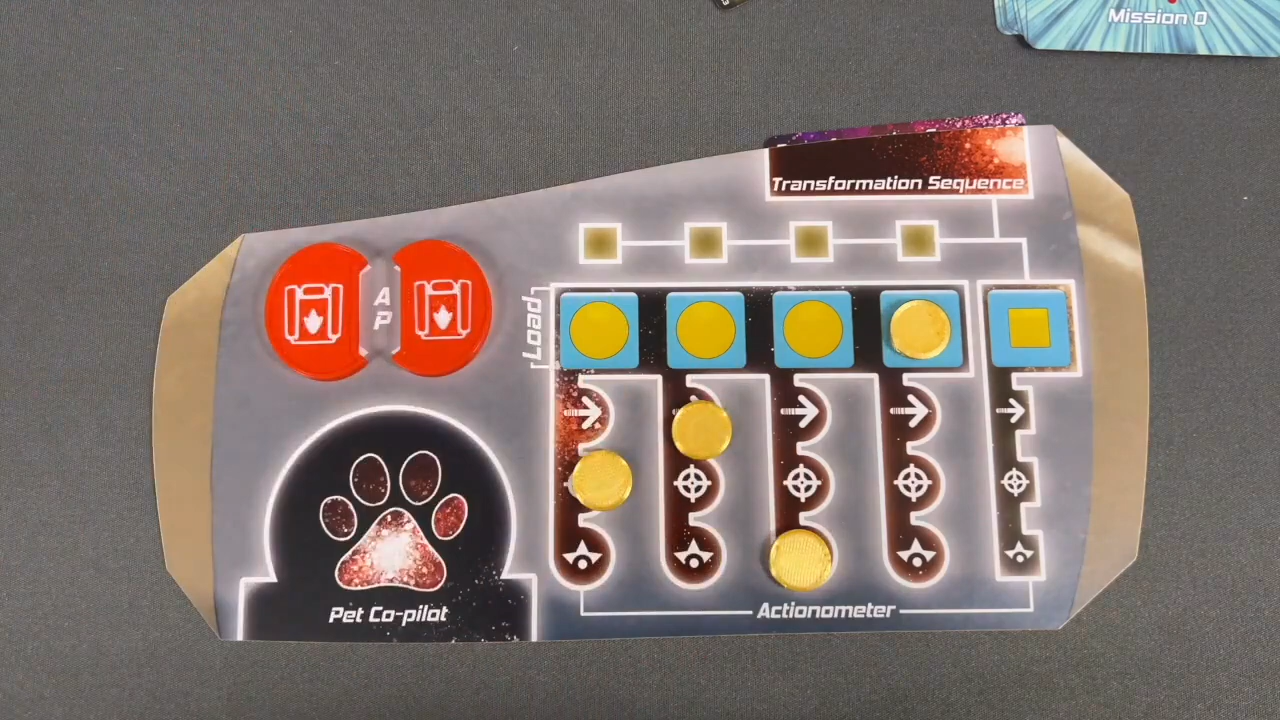 Mission 0
Transformation Sequence
A
P
Load
Pet Co-pilot
Actionometer